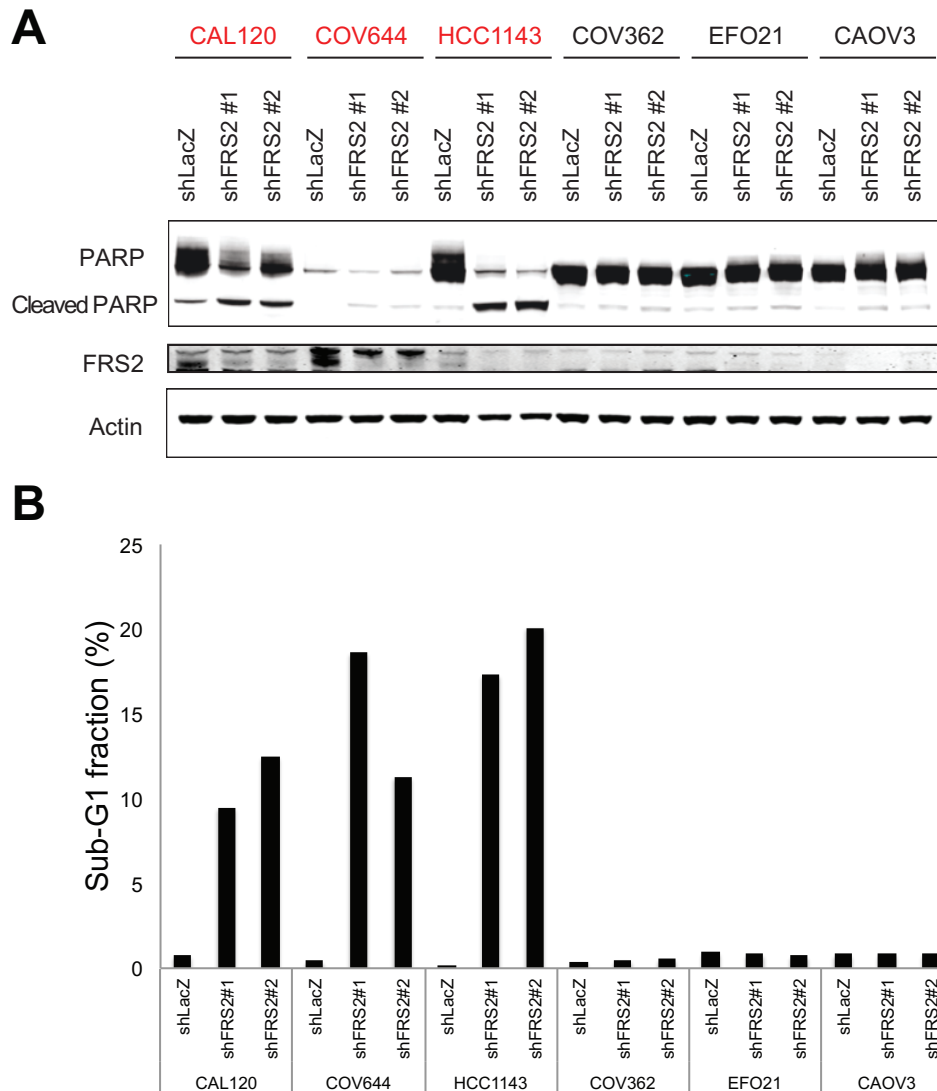 A
CAL120 COV644 HCC1143 COV362 EFO21 CAOV3
shLacZ shFRS2 #1 shFRS2 #2 shLacZ shFRS2 #1 shFRS2 #2 shLacZ shFRS2 #1 shFRS2 #2 shLacZ shFRS2 #1 shFRS2 #2 shLacZ shFRS2 #1 shFRS2 #2 shLacZ shFRS2 #1 shFRS2 #2
PARP
Cleaved PARP
FRS2
Actin
B
Sub-G1 fraction (%)
25
20
15
10
5
0
shLacZ shFRS2#1 shFRS2#2 shLacZ shFRS2#1 shFRS2#2 shLacZ shFRS2#1 shFRS2#2 shLacZ shFRS2#1 shFRS2#2 shLacZ shFRS2#1 shFRS2#2 shLacZ shFRS2#1 shFRS2#2
CAL120 COV644 HCC1143 COV362 EFO21 CAOV3